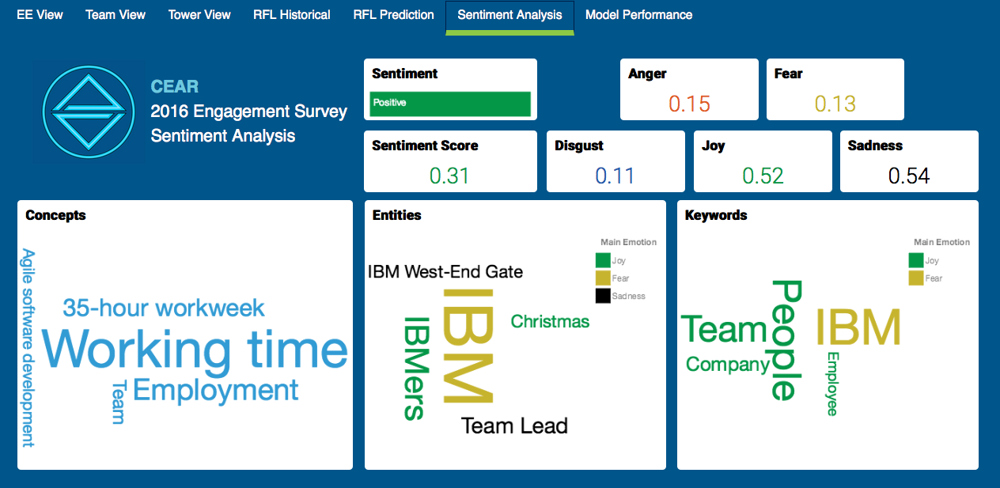 EE View
Team View
Tower View
RFL Historical
RFL Prediction
Sentiment Analysis
Model Performance
CEAR
2016 Engagement Survey
Sentiment Analysis
Sentiment
Positive
Anger
0.15
Fear
0.13
Sentiment Score
0.31
Disgust
0.11
Joy
0.52
Sadness
0.54
Concepts
Agile software development
35-hour workweek
Working time
Team
Employment
Entities
Main Emotion
Joy
Fear
Sadness
IBM West-End Gate
IBM
IBMers
Christmas
Team Lead
Keywords
Main Emotion
Joy
Fear
People
Team
IBM
Company
Employee